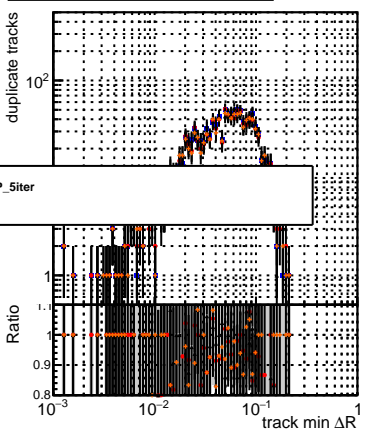 duplicate tracks
10²
P_5iter
1
Ratio
1.1
1
0.9
0.8
10⁻³ 10⁻² 10⁻¹ 1
track min ΔR